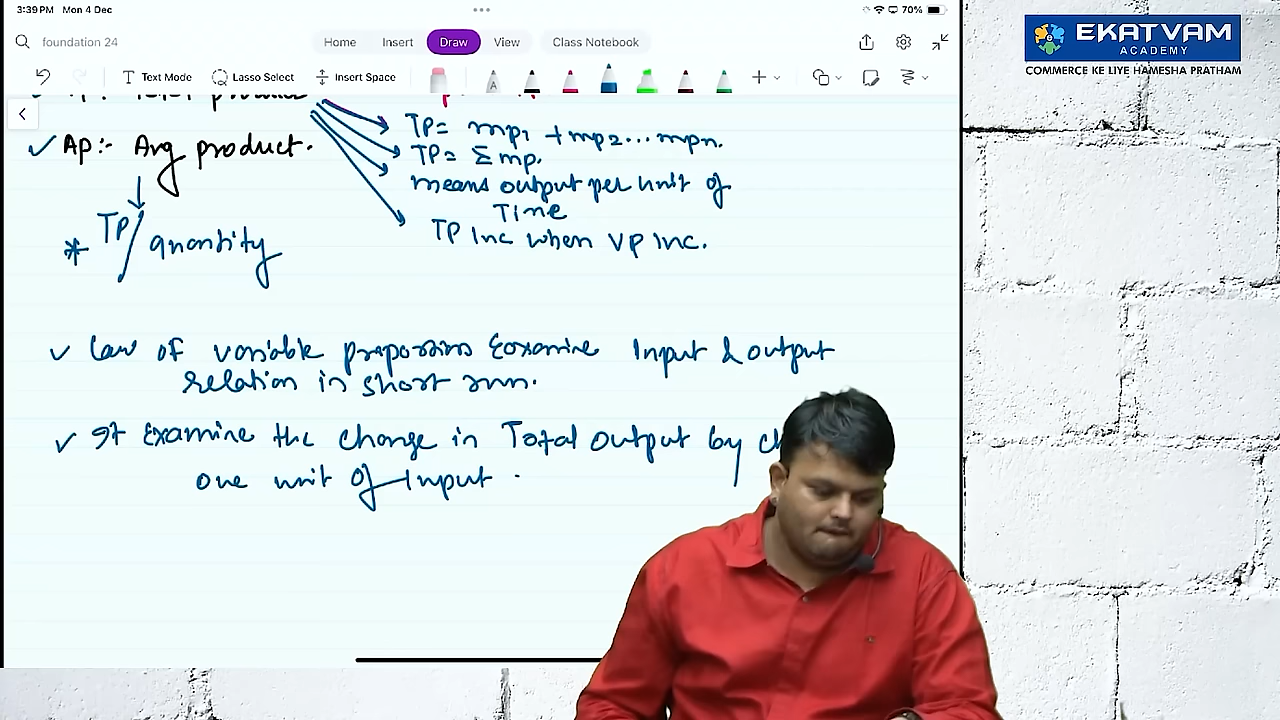 3:39 PM Mon 4 Dec
70%
foundation 24
Home Insert Draw View Class Notebook
Text Mode Lasso Select Insert Space
EKATVAM
ACADEMY
COMMERCE KE LIYE HAMESHA PRATHAM
TP= mp1 + mp2... mpn.
Ap:- Avg product.
TP= Σ mp.
means output per unit of
Time
TP/quantity
TP Inc when VP Inc.
law of variable
Examine Input & output
relation in short run.
It Examine the change in Total output by ch
one unit of Input.